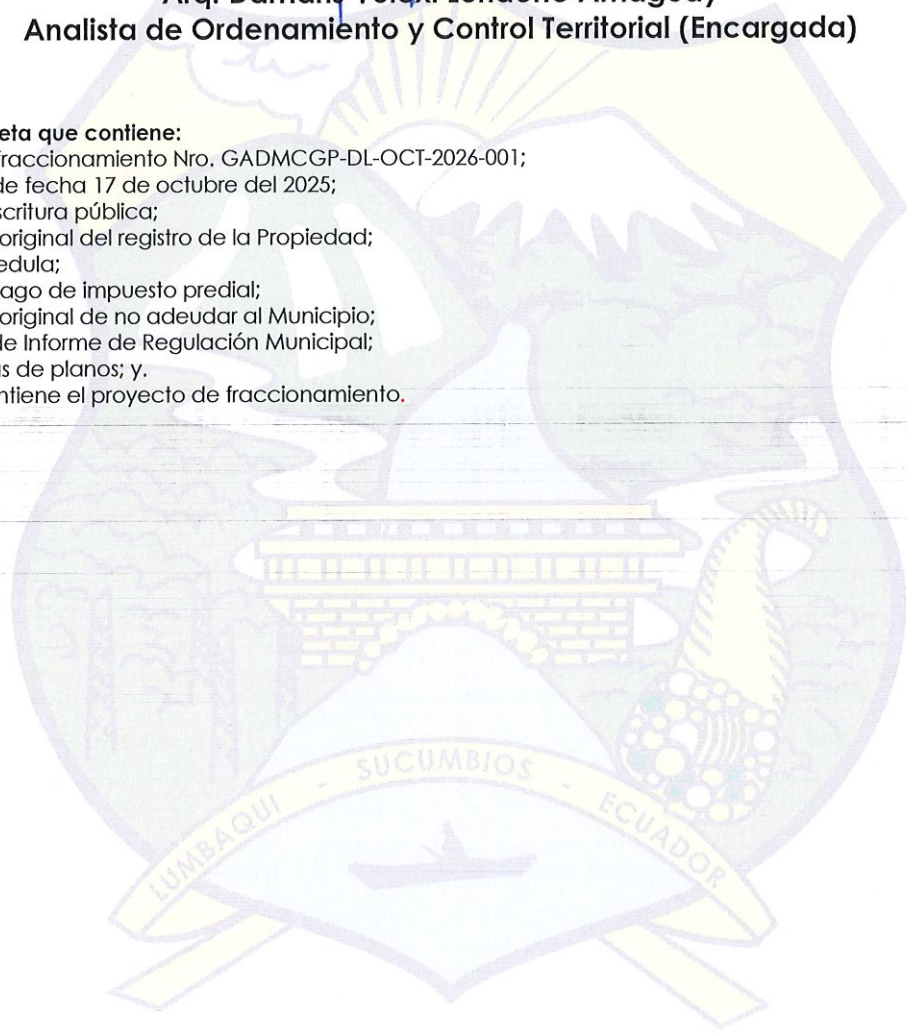 Analista de Ordenamiento y Control Territorial (Encargada)
eta que contiene:
raccionamiento Nro. GADMCGP-DL-OCT-2026-001;
de fecha 17 de octubre del 2025;
scritura pública;
original del registro de la Propiedad;
edula;
ago de impuesto predial;
original de no adeudar al Municipio;
de Informe de Regulación Municipal;
s de planos; y.
ntiene el proyecto de fraccionamiento.
LUMBAQUI - SUCUMBIOS - ECUADOR